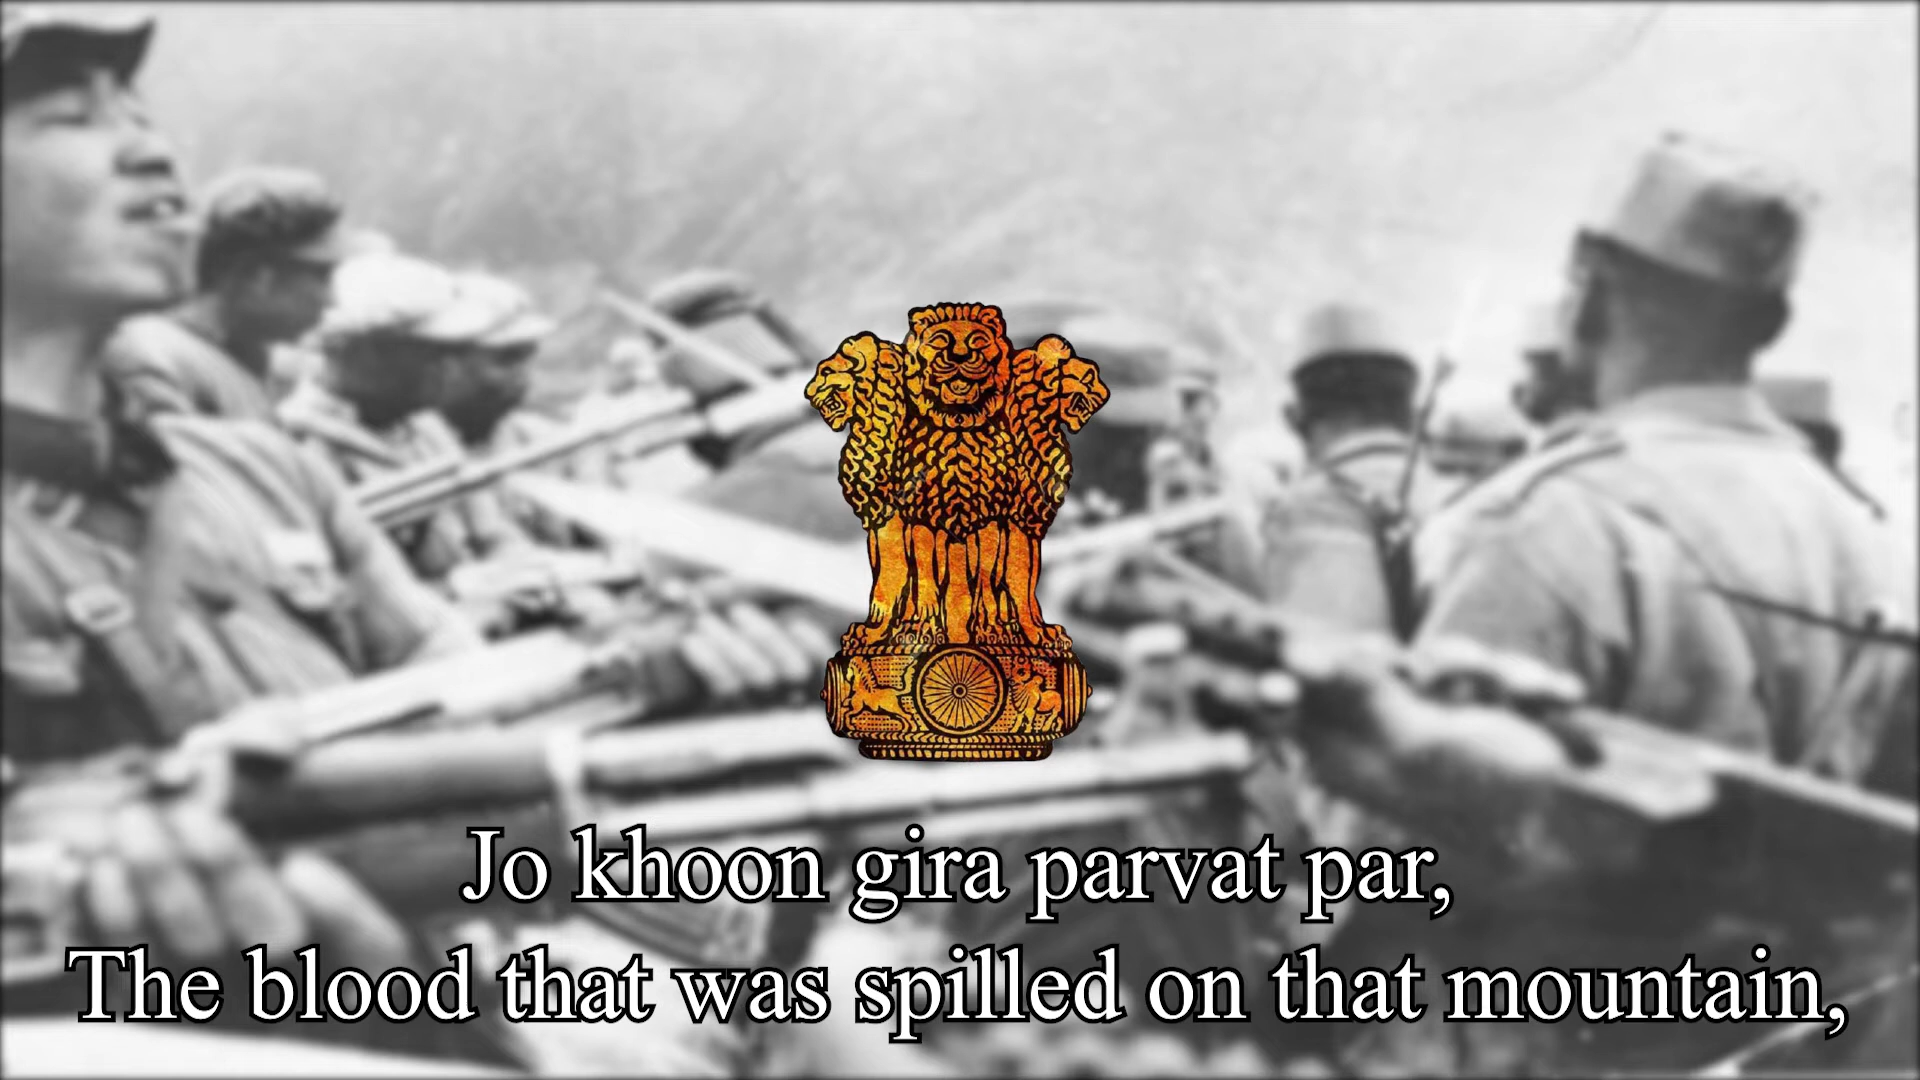 Jo khoon gira parvat par,
The blood that was spilled on that mountain,